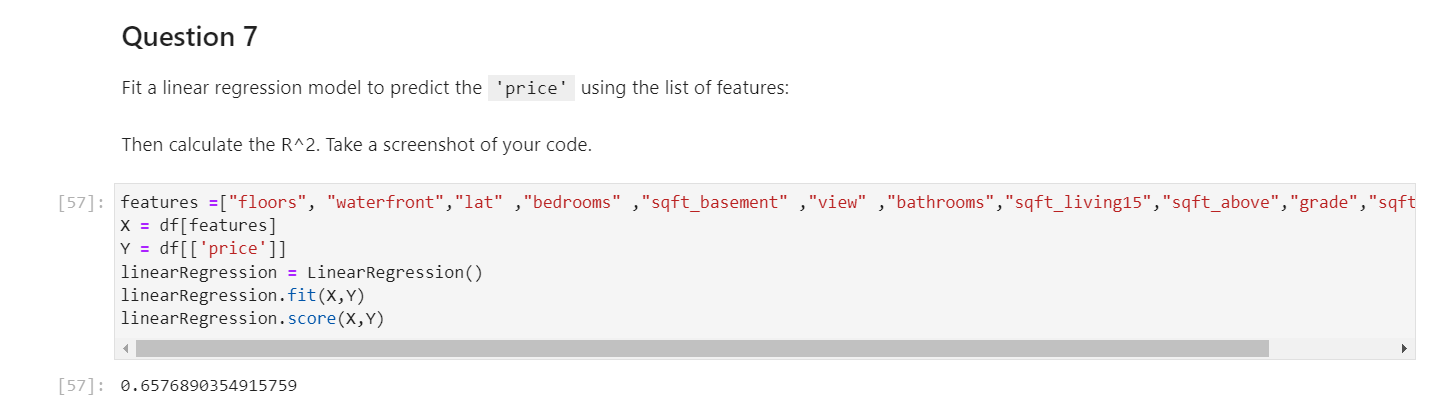 Question 7
Fit a linear regression model to predict the 'price' using the list of features:
Then calculate the R^2. Take a screenshot of your code.
[57]: features =["floors", "waterfront","lat" ,"bedrooms" ,"sqft_basement" ,"view" ,"bathrooms","sqft_living15","sqft_above","grade","sqft
X = df[features]
Y = df[['price']]
linearRegression = LinearRegression()
linearRegression.fit(X,Y)
linearRegression.score(X,Y)
[57]: 0.6576890354915759